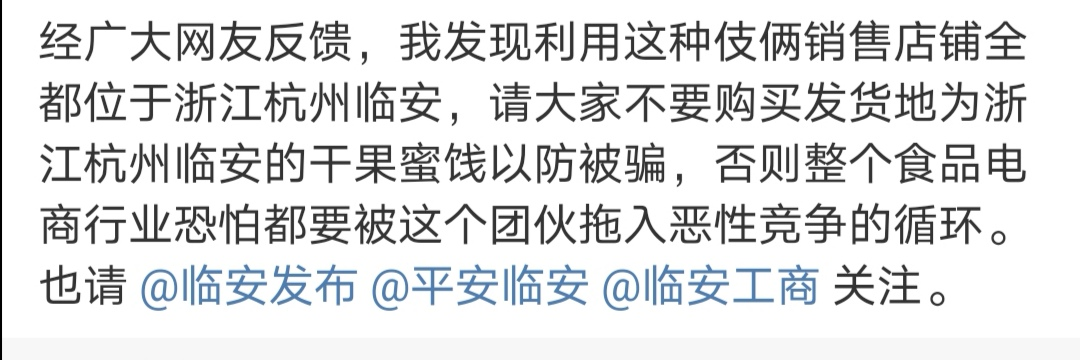 经广大网友反馈，我发现利用这种伎俩销售店铺全
都位于浙江杭州临安，请大家不要购买发货地为浙
江杭州临安的干果蜜饯以防被骗，否则整个食品电
商行业恐怕都要被这个团伙拖入恶性竞争的循环。
也请 @临安发布 @平安临安 @临安工商 关注。